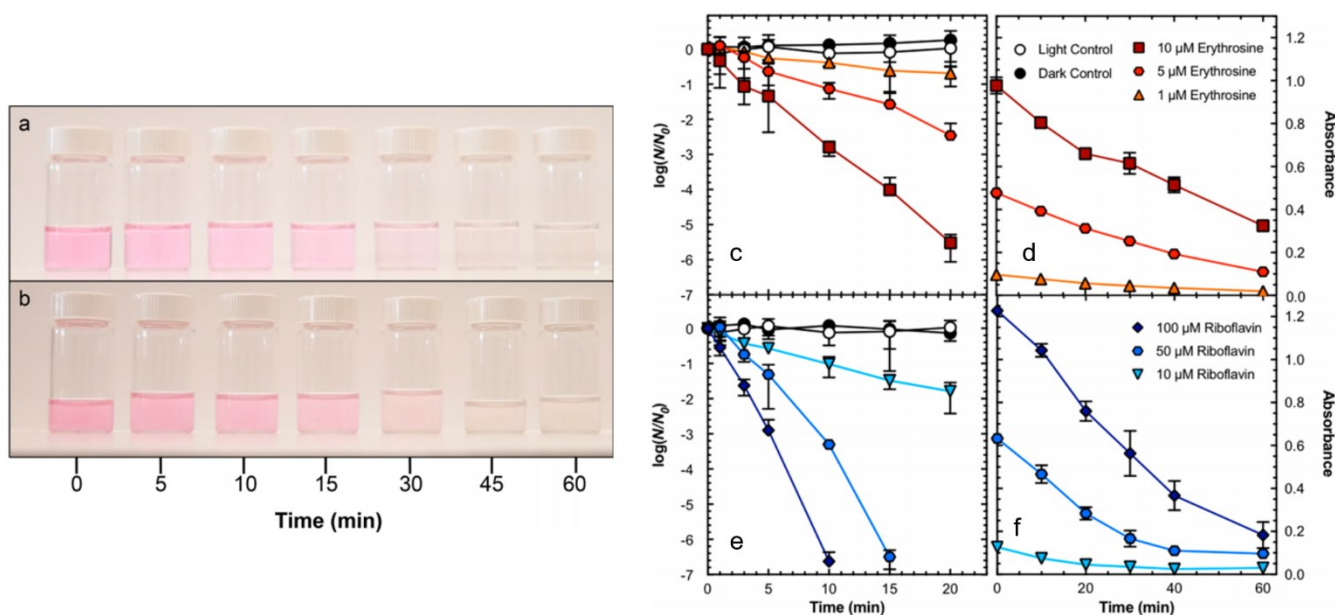 a
b
0 5 10 15 30 45 60
Time (min)
log(N/N0)
0
-1
-2
-3
-4
-5
-6
-7
c
Light Control
Dark Control
10 µM Erythrosine
5 µM Erythrosine
1 µM Erythrosine
d
1.2
1.0
0.8
0.6
0.4
0.2
0.0
Absorbance
log(N/N0)
0
-1
-2
-3
-4
-5
-6
-7
e
0 5 10 15 20
Time (min)
100 µM Riboflavin
50 µM Riboflavin
10 µM Riboflavin
f
1.2
1.0
0.8
0.6
0.4
0.2
0.0
Absorbance
0 20 40 60
Time (min)